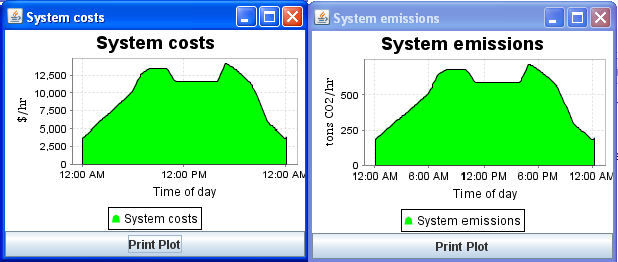 System costs
System costs
$/hr
12,500
10,000
7,500
5,000
2,500
0
12:00 AM 12:00 PM 12:00 AM
Time of day
System costs
Print Plot
System emissions
System emissions
tons CO2/hr
500
250
0
12:00 AM 6:00 AM 12:00 PM 6:00 PM 12:00 AM
Time of day
System emissions
Print Plot